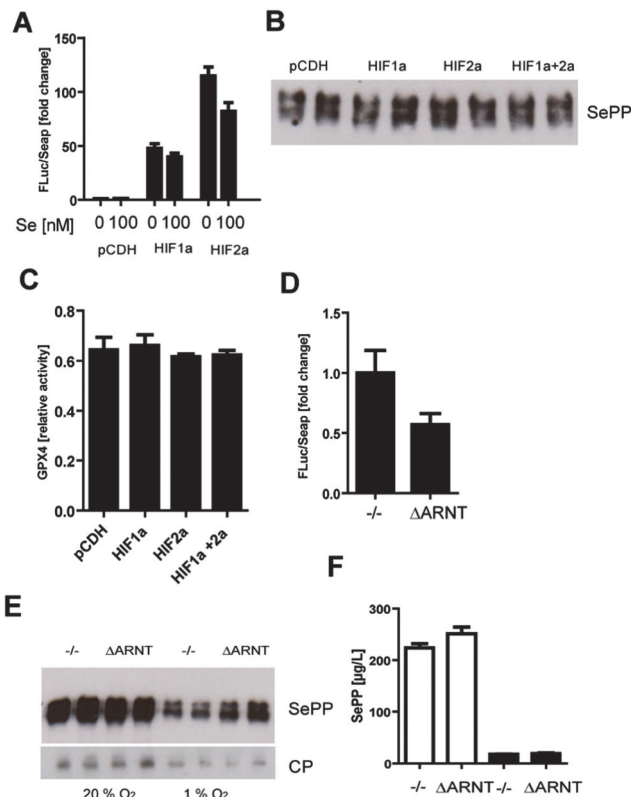 A
FLuc/Seap [fold change]
150
100
50
0
Se [nM]
0 100 0 100 0 100
pCDH HIF1a HIF2a
B
pCDH HIF1a HIF2a HIF1a+2a
SePP
C
GPX4 [relative activity]
0.8
0.6
0.4
0.2
0.0
pCDH
HIF1a
HIF2a
HIF1a +2a
D
FLuc/Seap [fold change]
1.5
1.0
0.5
0.0
-/- ΔARNT
E
-/- ΔARNT -/- ΔARNT
SePP
CP
20 % O₂ 1 % O₂
F
SePP [µg/L]
300
200
100
0
-/- ΔARNT -/- ΔARNT